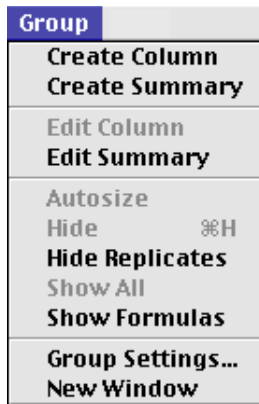 Group
Create Column
Create Summary
Edit Column
Edit Summary
Autosize
Hide ⌘H
Hide Replicates
Show All
Show Formulas
Group Settings...
New Window